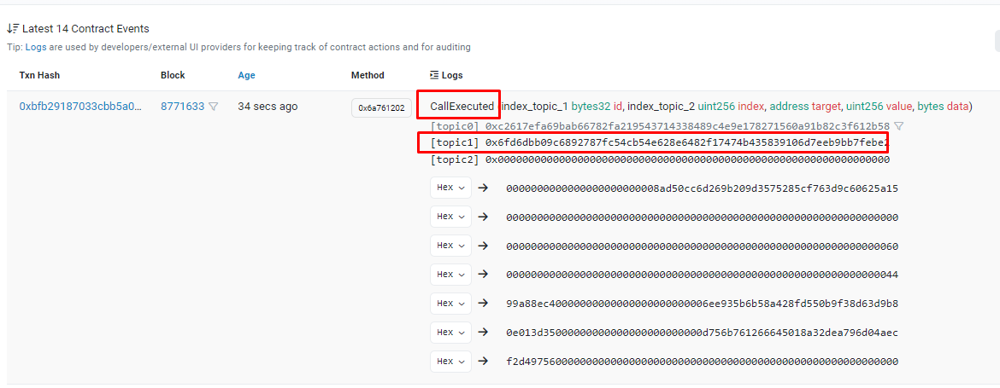 Latest 14 Contract Events
Tip: Logs are used by developers/external UI providers for keeping track of contract actions and for auditing
Txn Hash Block Age Method Logs
0xbfb29187033cbb5a0... 8771633 34 secs ago 0x6a761202 CallExecuted (index_topic_1 bytes32 id, index_topic_2 uint256 index, address target, uint256 value, bytes data)
[topic0] 0xc2617efa69bab66782fa219543714338489c4e9e178271560a91b82c3f612b58
[topic1] 0x6fd6dbb09c6892787fc54cb54e628e6482f17474b435839106d7eeb9bb7febe2
[topic2] 0x0000000000000000000000000000000000000000000000000000000000000000
Hex → 0000000000000000000000008ad50cc6d269b209d3575285cf763d9c60625a15
Hex → 0000000000000000000000000000000000000000000000000000000000000000
Hex → 0000000000000000000000000000000000000000000000000000000000000060
Hex → 0000000000000000000000000000000000000000000000000000000000000044
Hex → 99a88ec40000000000000000000000006ee935b6b58a428fd550b9f38d63d9b8
Hex → 0e013d35000000000000000000000000d756b761266645018a32dea796d04aec
Hex → f2d4975600000000000000000000000000000000000000000000000000000000